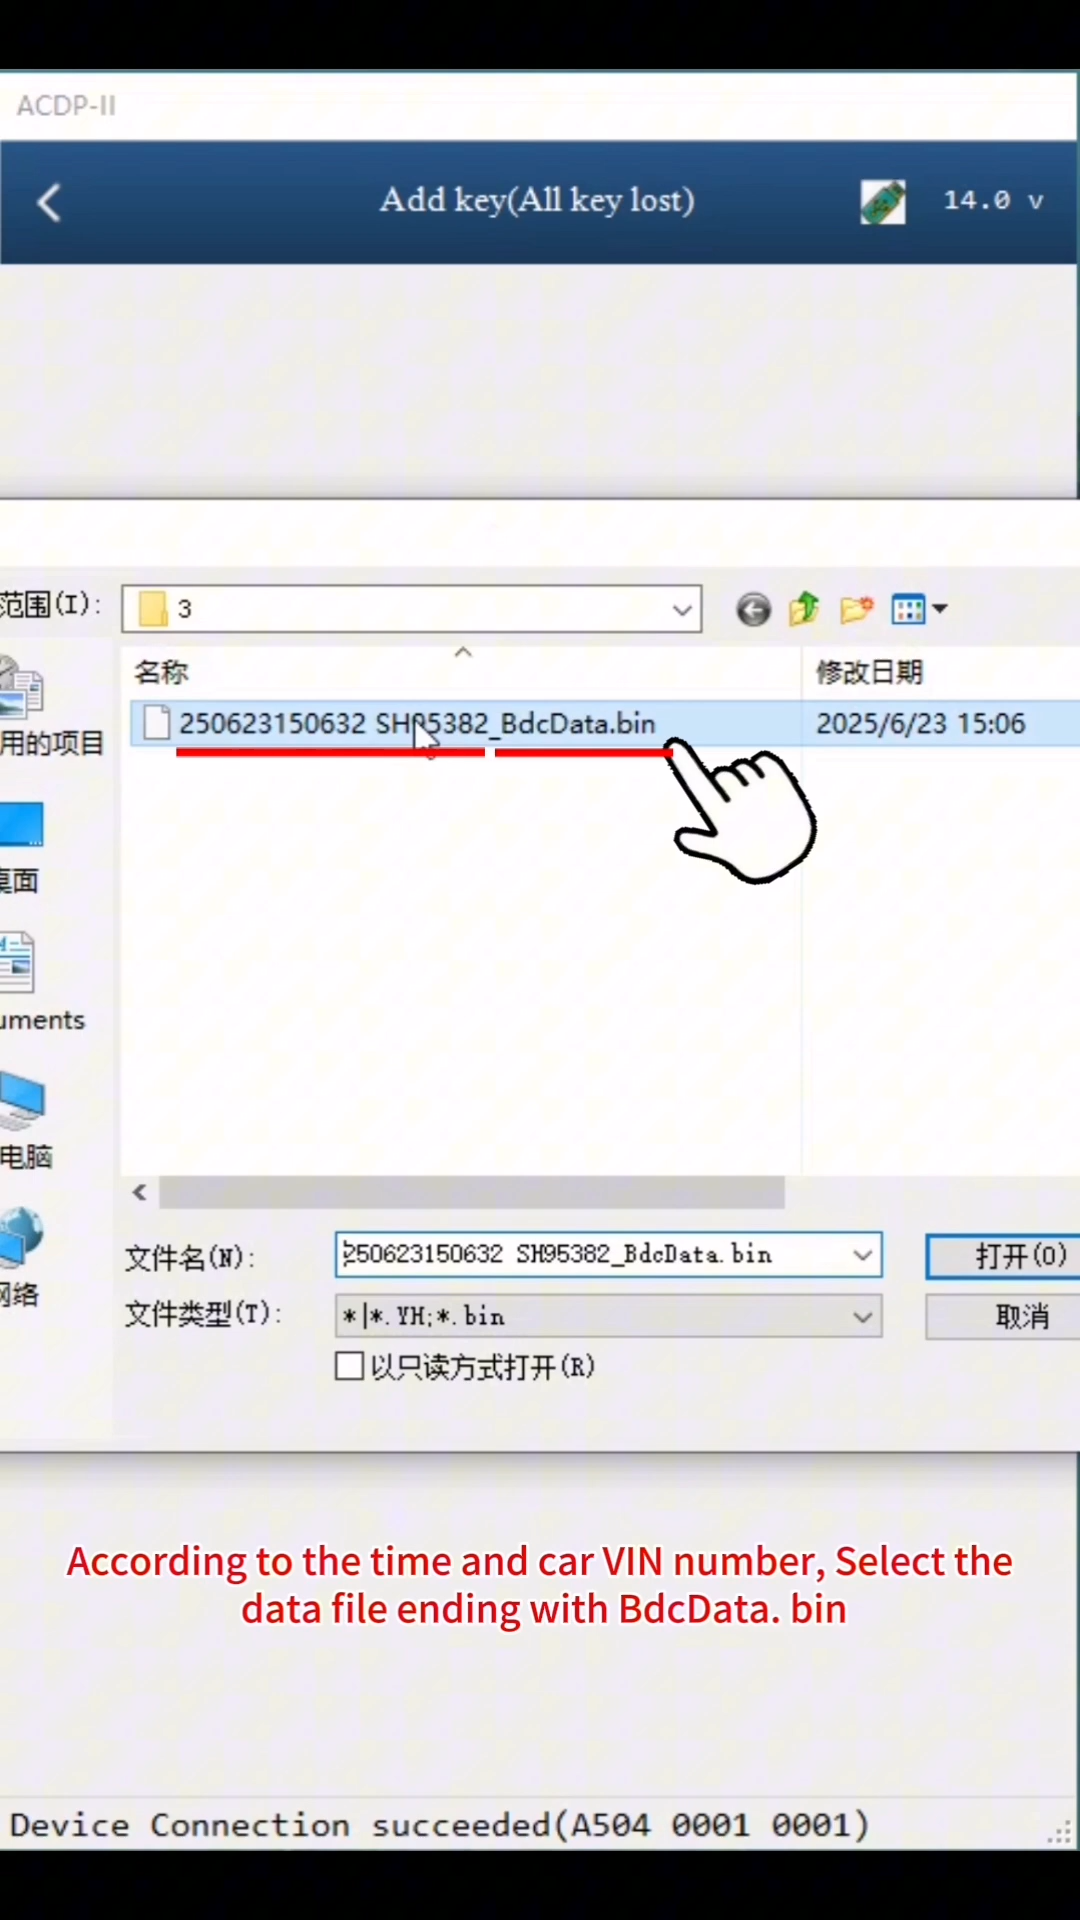 ACDP-II
Add key(All key lost)
14.0 v
范围(I):
3
名称
修改日期
250623150632 SH95382_BdcData.bin
2025/6/23 15:06
用的项目
桌面
uments
电脑
网络
文件名(N):
250623150632 SH95382_BdcData.bin
打开(O)
文件类型(T):
*|*.YH;*.bin
取消
以只读方式打开(R)
According to the time and car VIN number, Select the
data file ending with BdcData. bin
Device Connection succeeded(A504 0001 0001)